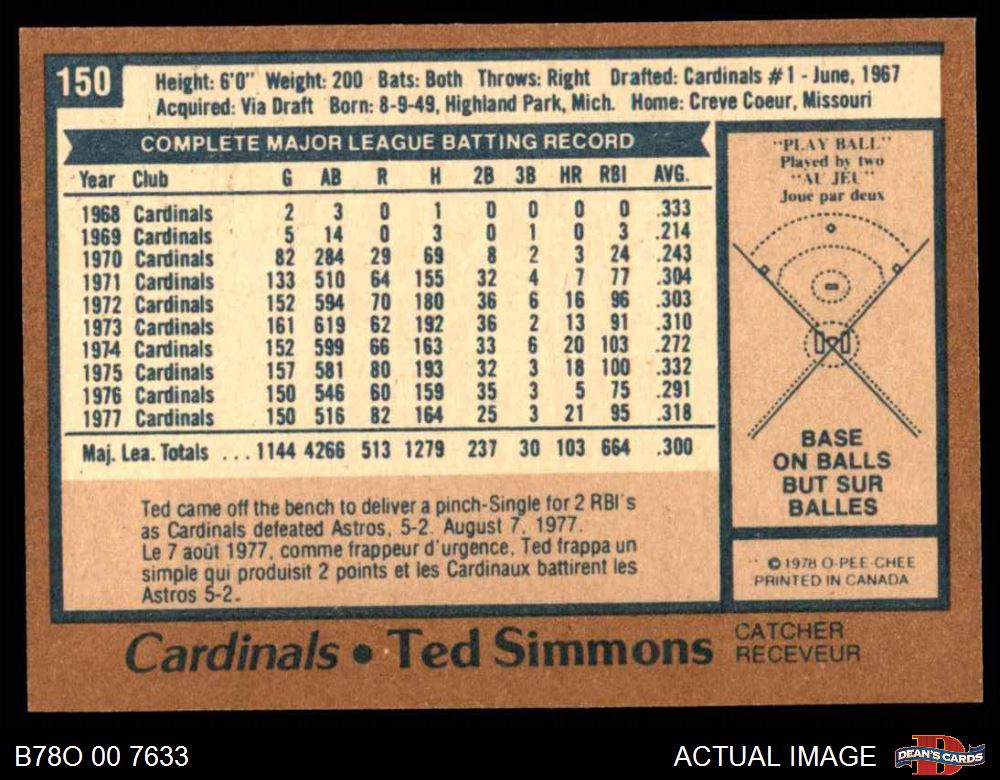 150
Height: 6'0" Weight: 200 Bats: Both Throws: Right Drafted: Cardinals #1 - June, 1967
Acquired: Via Draft Born: 8-9-49, Highland Park, Mich. Home: Creve Coeur, Missouri
COMPLETE MAJOR LEAGUE BATTING RECORD
Year Club G AB R H 2B 3B HR RBI AVG.
1968 Cardinals 2 3 0 1 0 0 0 0 .333
1969 Cardinals 5 14 0 3 0 1 0 3 .214
1970 Cardinals 82 284 29 69 8 2 3 24 .243
1971 Cardinals 133 510 64 155 32 4 7 77 .304
1972 Cardinals 152 594 70 180 36 6 16 96 .303
1973 Cardinals 161 619 62 192 36 2 13 91 .310
1974 Cardinals 152 599 66 163 33 6 20 103 .272
1975 Cardinals 157 581 80 193 32 3 18 100 .332
1976 Cardinals 150 546 60 159 35 3 5 75 .291
1977 Cardinals 150 516 82 164 25 3 21 95 .318
Maj. Lea. Totals ... 1144 4266 513 1279 237 30 103 664 .300
Ted came off the bench to deliver a pinch-Single for 2 RBI's
as Cardinals defeated Astros, 5-2. August 7, 1977.
Le 7 août 1977, comme frappeur d'urgence, Ted frappa un
simple qui produisit 2 points et les Cardinaux battirent les
Astros 5-2.
"PLAY BALL"
Played by two
"AU JEU"
Joue par deux
BASE
ON BALLS
BUT SUR
BALLES
© 1978 O-PEE-CHEE
PRINTED IN CANADA
Cardinals • Ted Simmons
CATCHER
RECEVEUR
B78O 00 7633
ACTUAL IMAGE
D
DEAN'S CARDS